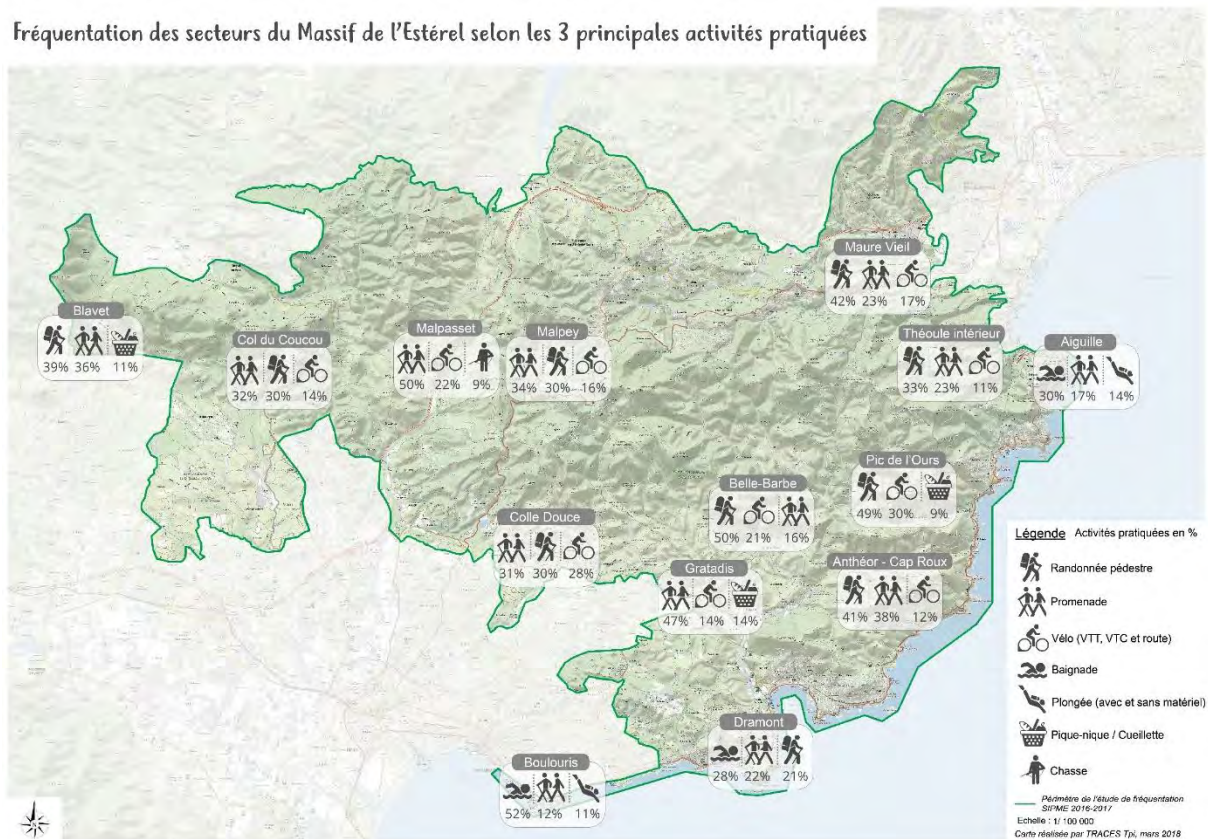 Fréquentation des secteurs du Massif de l'Estérel selon les 3 principales activités pratiquées
Maure Vieil
42% 23% 17%
Blavet
39% 36% 11%
Col du Coucou
32% 30% 14%
Malpasset
50% 22% 9%
Malpey
34% 30% 16%
Théoule intérieur
33% 23% 11%
Aiguille
30% 17% 14%
Pic de l'Ours
49% 30% 9%
Belle-Barbe
50% 21% 16%
Colle Douce
31% 30% 28%
Gratadis
47% 14% 14%
Anthéor - Cap Roux
41% 38% 12%
Dramont
28% 22% 21%
Boulouris
52% 12% 11%
Légende Activités pratiquées en %
Randonnée pédestre
Promenade
Vélo (VTT, VTC et route)
Baignade
Plongée (avec et sans matériel)
Pique-nique / Cueillette
Chasse
Périmètre de l'étude de fréquentation
SIPME 2016-2017
Echelle : 1/ 100 000
Carte réalisée par TRACES Tpi, mars 2018